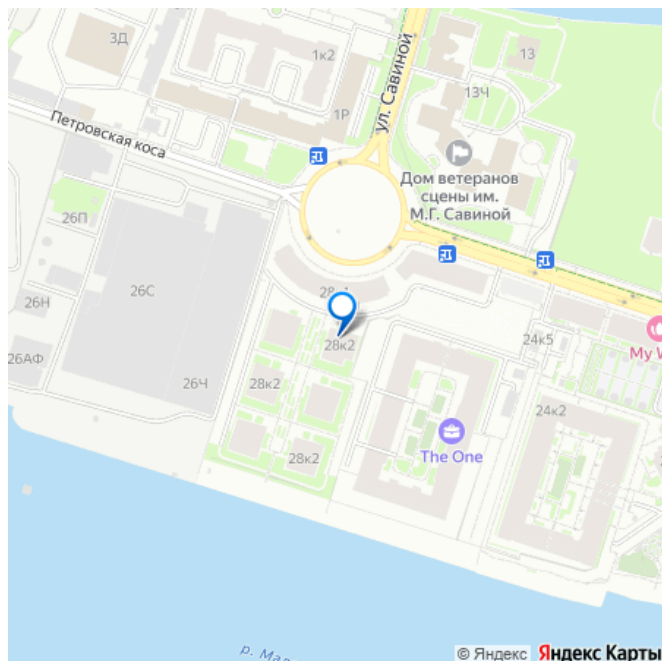 3Д
1к2
13
13Ч
ул. Савиной
1Р
Петровская коса
Дом ветеранов
сцены им.
М.Г. Савиной
26П
26С
26Н
28к2
24к5
My W
26АФ
26Ч
28к2
24к2
The One
28к2
р. Мал
© Яндекс Яндекс Карты